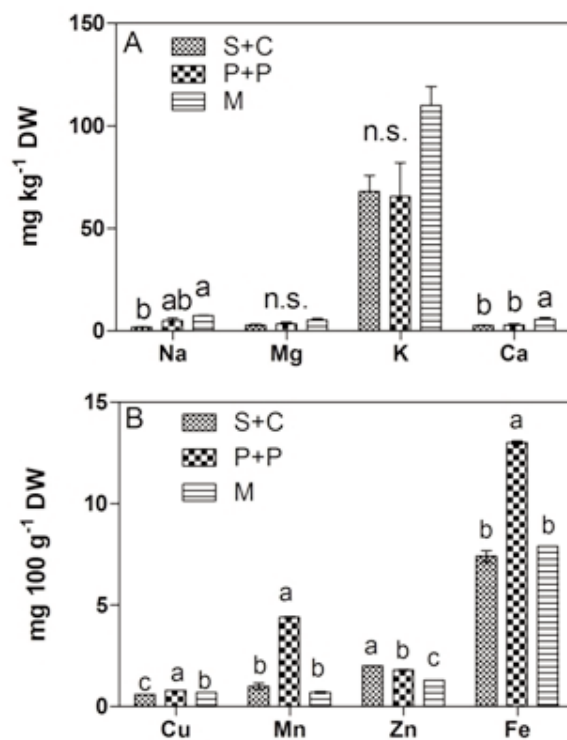 A
S+C
P+P
M
150
100
50
0
mg kg⁻¹ DW
b ab a
n.s.
n.s.
b b a
Na Mg K Ca
B
S+C
P+P
M
15
10
5
0
mg 100 g⁻¹ DW
c a b
b a b
a b c
b a b
Cu Mn Zn Fe